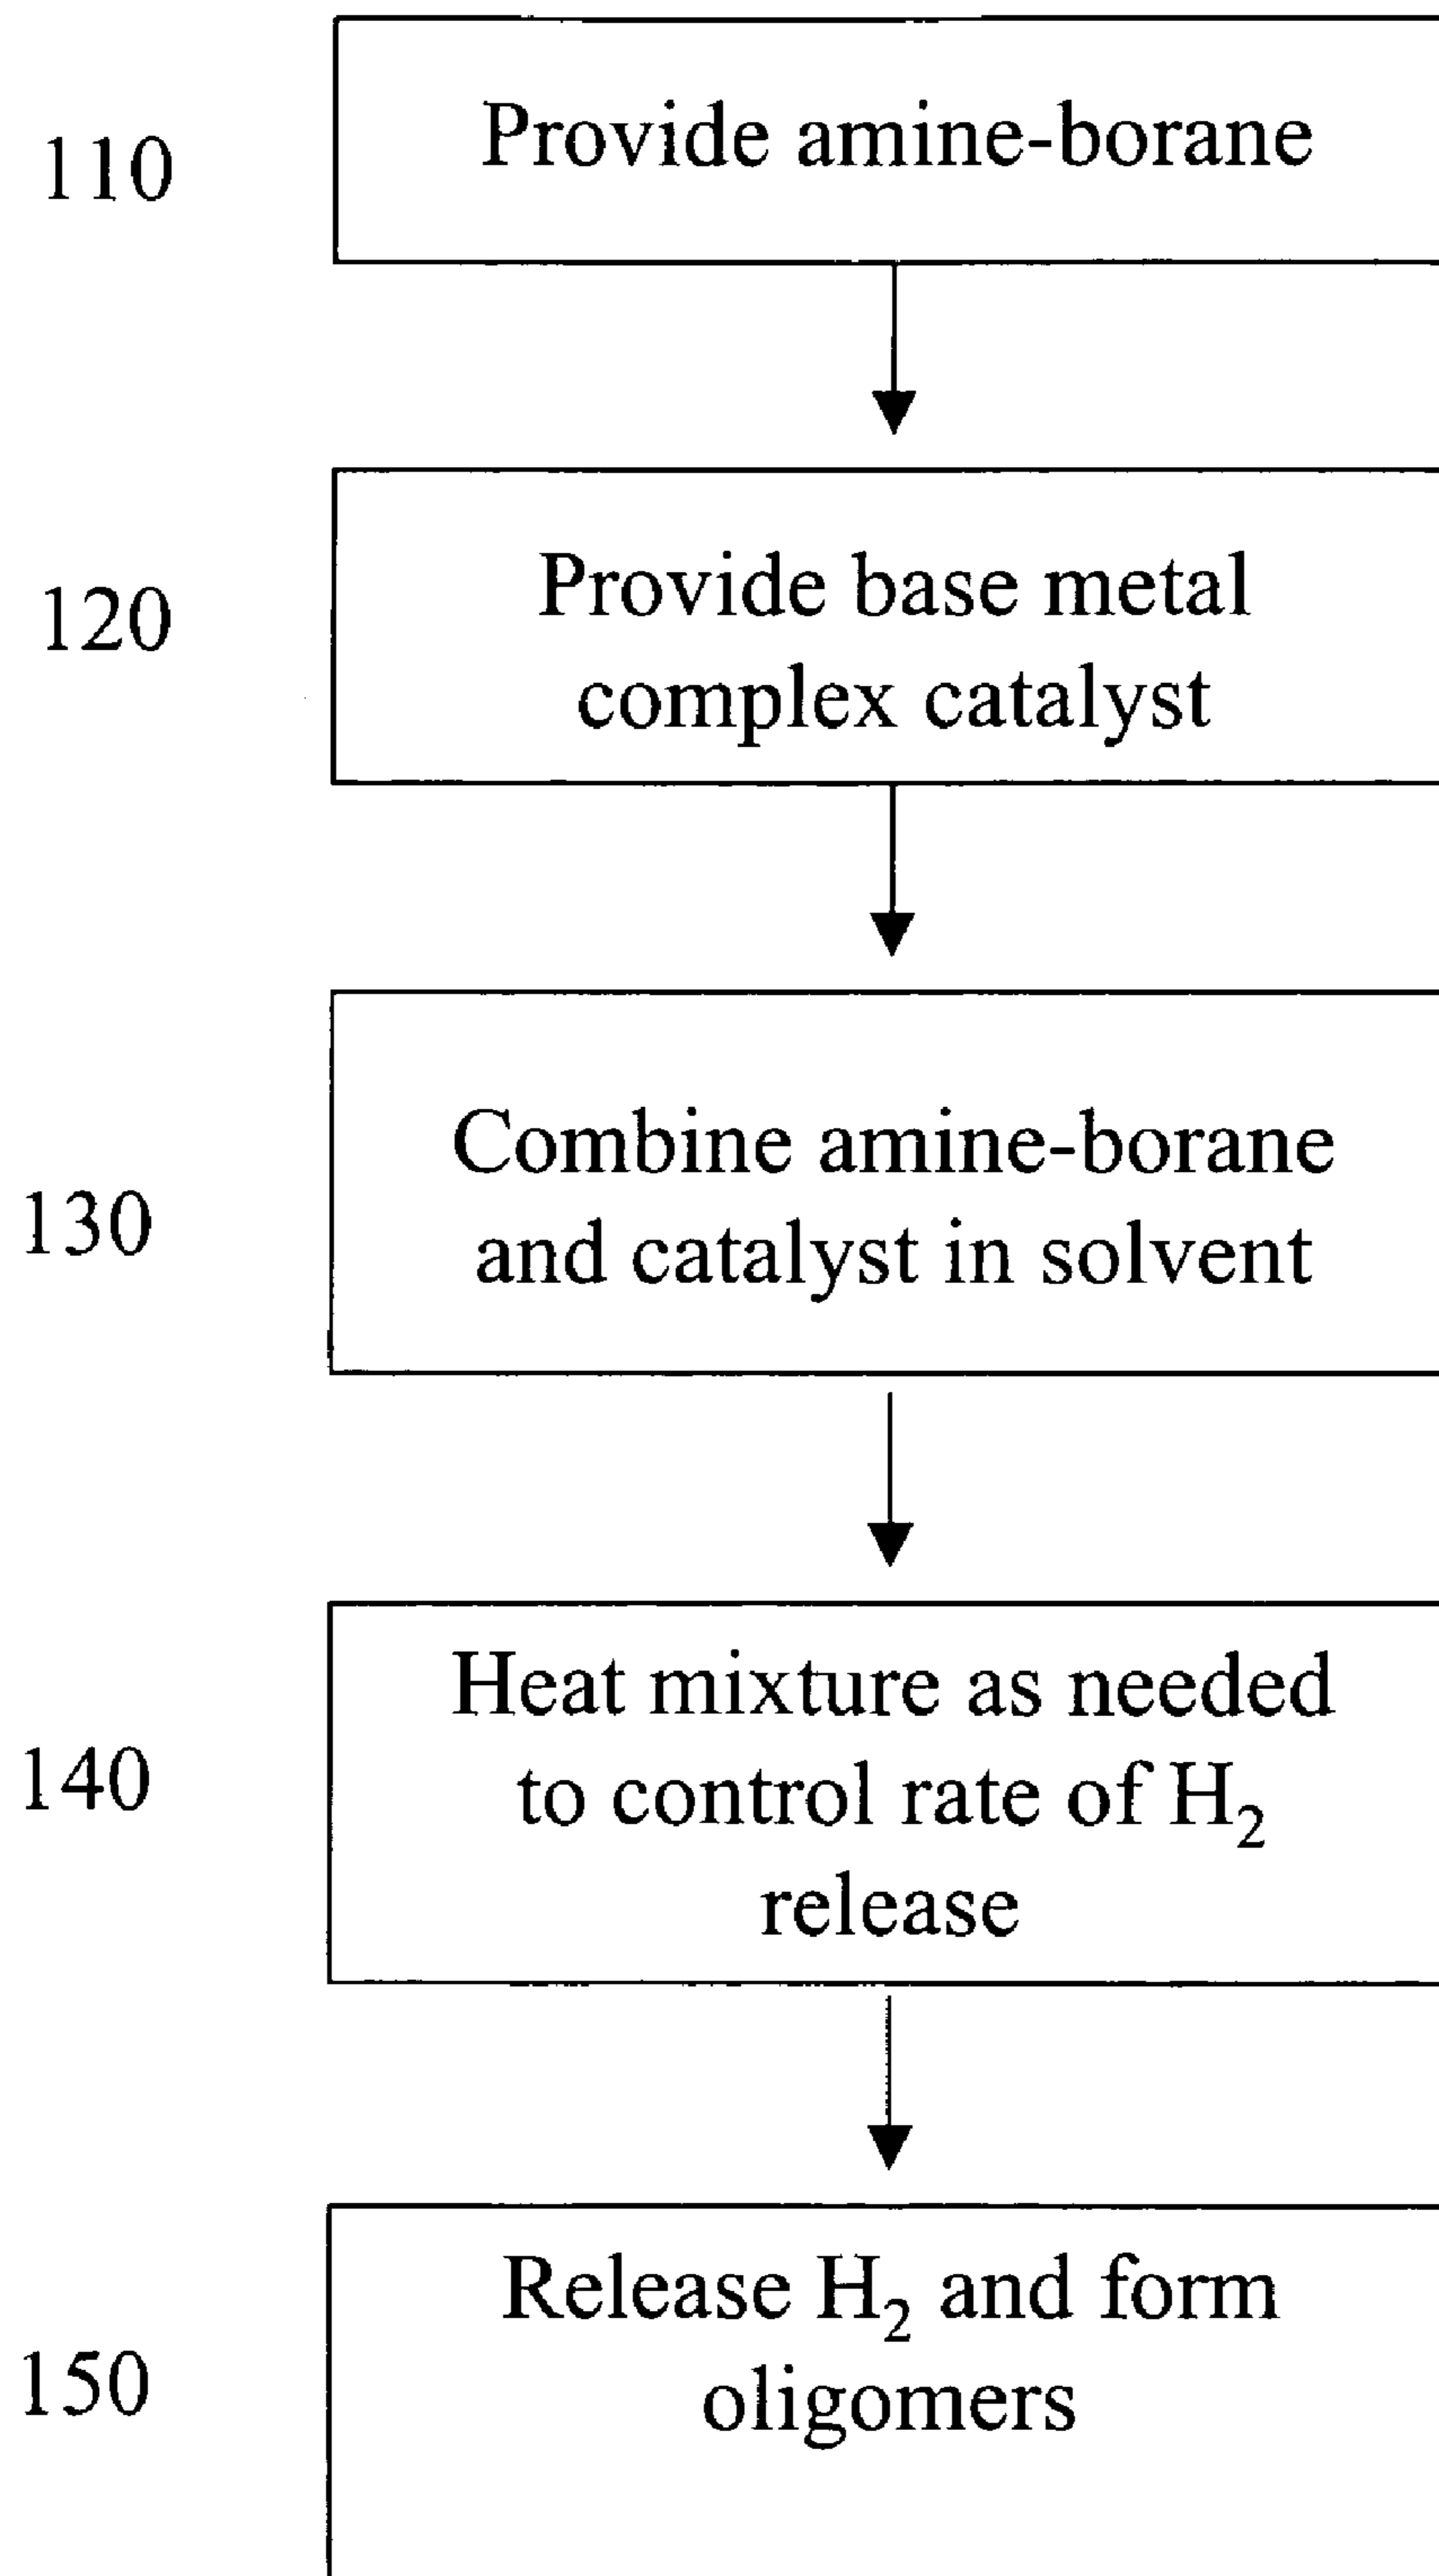 110
Provide amine-borane
120
Provide base metal
complex catalyst
130
Combine amine-borane
and catalyst in solvent
140
Heat mixture as needed
to control rate of H₂
release
150
Release H₂ and form
oligomers